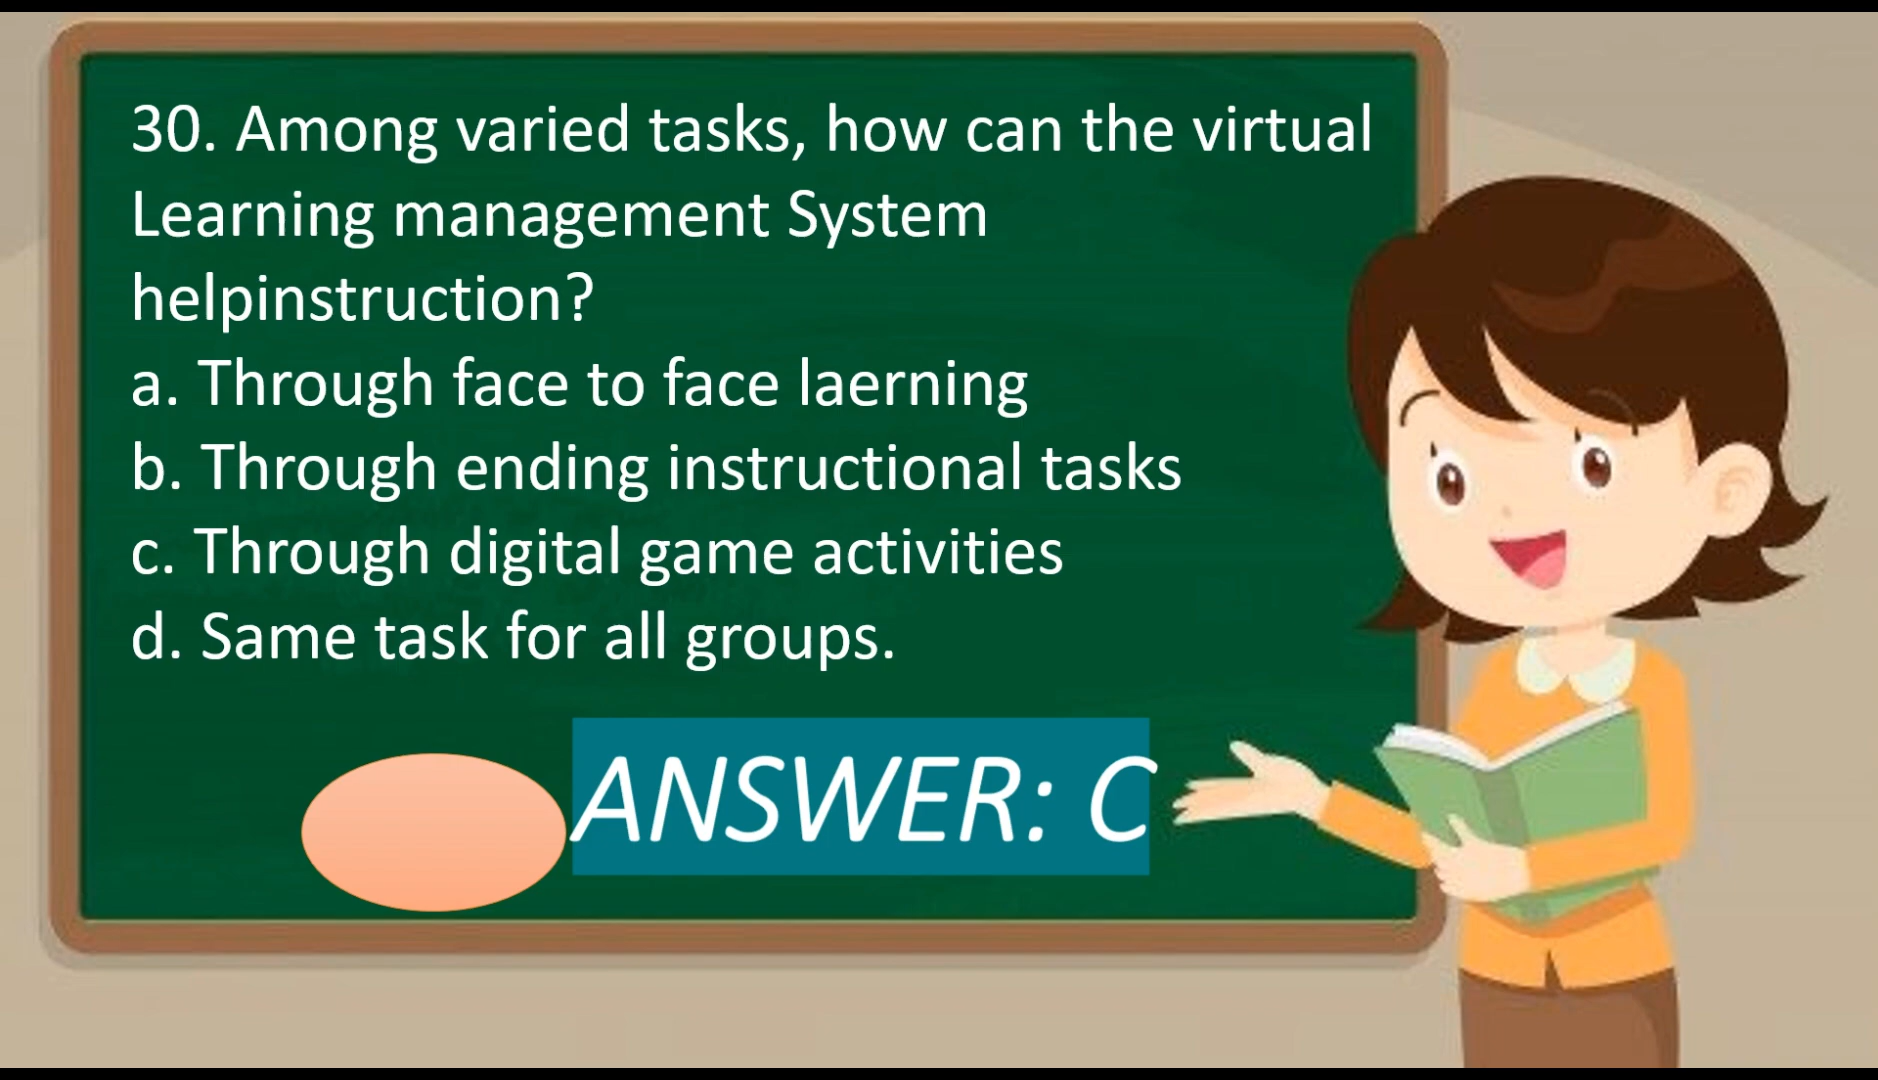 30. Among varied tasks, how can the virtual
Learning management System
helpinstruction?
a. Through face to face laerning
b. Through ending instructional tasks
c. Through digital game activities
d. Same task for all groups.
ANSWER: C